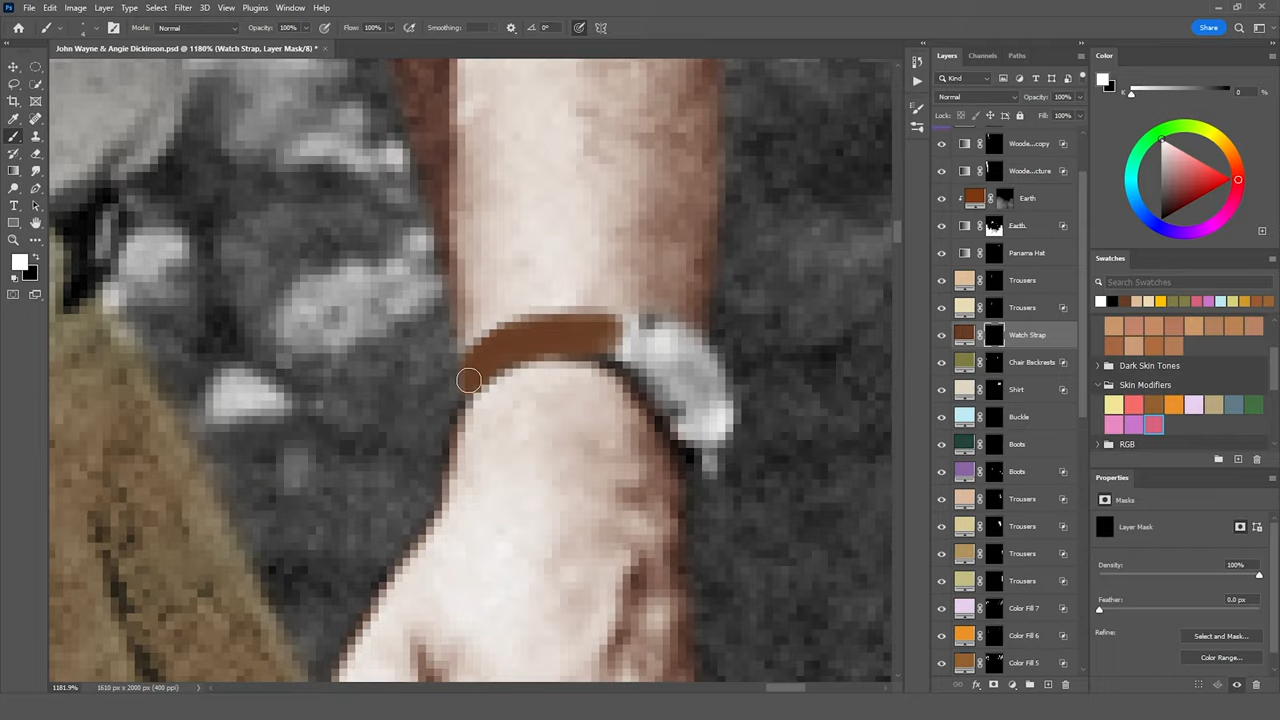 File Edit Image Layer Type Select Filter 3D View Plugins Window Help
Mode: Normal Opacity: 100% Flow: 100% Smoothing: 0° Share
John Wayne & Angie Dickinson.psd @ 1180% (Watch Strap, Layer Mask/8) *
Layers Channels Paths
Kind
Normal Opacity: 100%
Lock: Fill: 100%
Woode...copy
Woode...cture
Earth
Earth.
Panama Hat
Trousers
Trousers
Watch Strap
Chair Backrests
Shirt
Buckle
Boots
Boots
Trousers
Trousers
Trousers
Trousers
Color Fill 7
Color Fill 6
Color Fill 5
Color
K 0 %
Swatches
Search Swatches
Dark Skin Tones
Skin Modifiers
RGB
Properties
Masks
Layer Mask
Density: 100%
Feather: 0.0 px
Refine: Select and Mask...
Color Range...
1181.9% 1610 px x 2000 px (400 ppi)